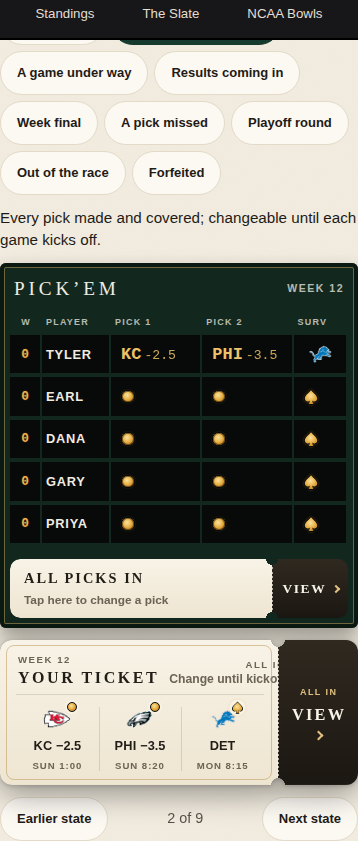 Standings The Slate NCAA Bowls
A game under way Results coming in
Week final A pick missed Playoff round
Out of the race Forfeited
Every pick made and covered; changeable until each
game kicks off.
PICK’EM WEEK 12
W PLAYER PICK 1 PICK 2 SURV
0 TYLER KC -2.5 PHI -3.5
0 EARL
0 DANA
0 GARY
0 PRIYA
ALL PICKS IN
Tap here to change a pick
VIEW
WEEK 12
YOUR TICKET
ALL I
Change until kicko
KC −2.5 PHI −3.5 DET
SUN 1:00 SUN 8:20 MON 8:15
ALL IN
VIEW
Earlier state 2 of 9 Next state